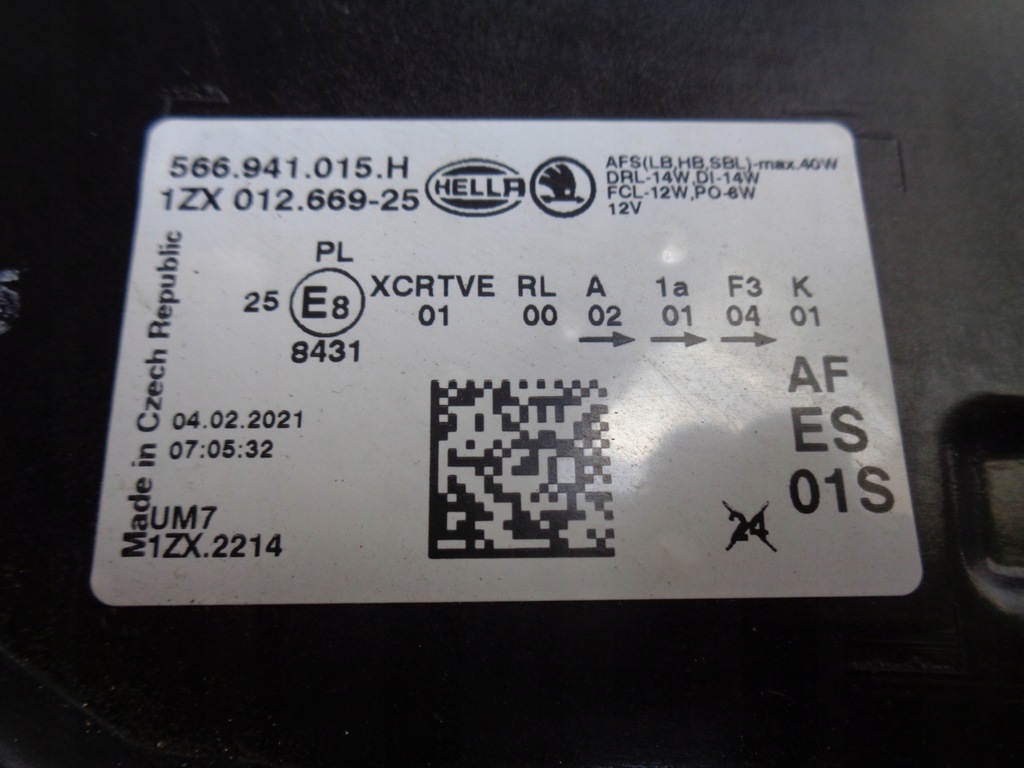 566.941.015.H
1ZX 012.669-25
HELLA
AFS(LB,HB,SBL)-max.40W
DRL-14W,DI-14W
FCL-12W,PO-6W
12V
PL
25 E8 8431
XCRTVE RL A 1a F3 K
01 00 02 01 04 01
AF
ES
01S
Made in Czech Republic
04.02.2021
07:05:32
UM7
1ZX.2214
24